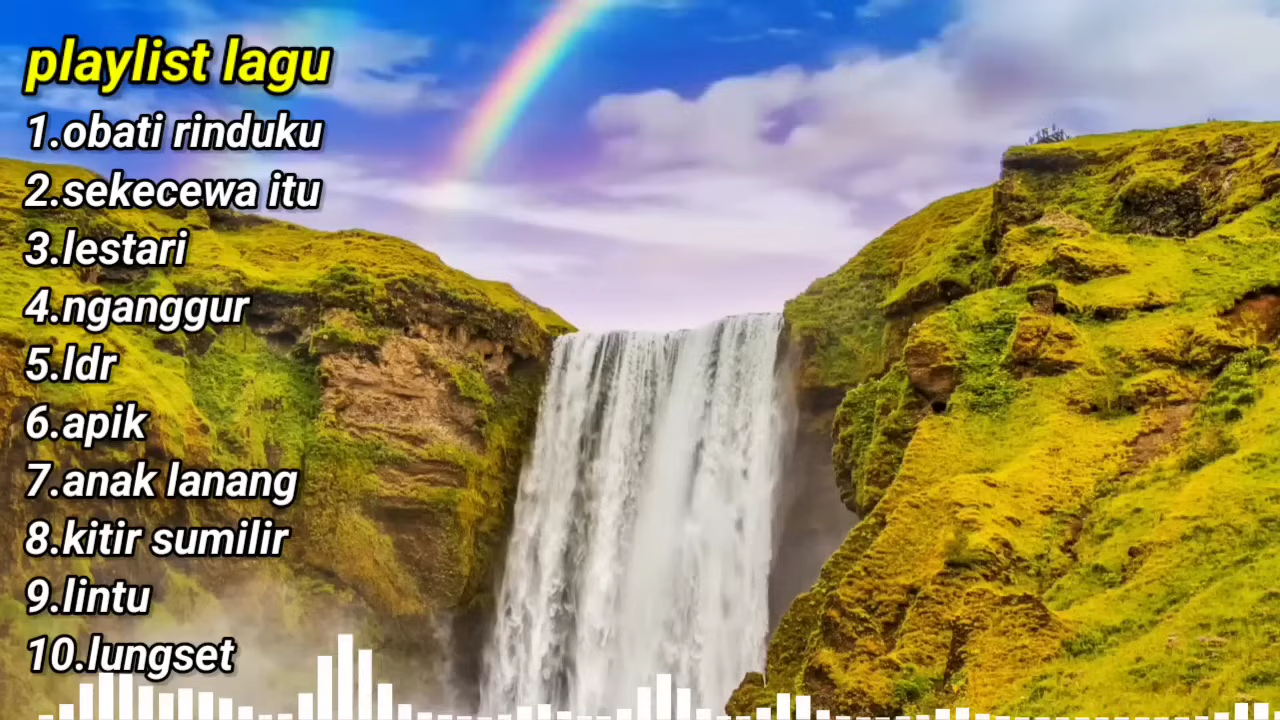 playlist lagu
1.obati rinduku
2.sekecewa itu
3.lestari
4.nganggur
5.ldr
6.apik
7.anak lanang
8.kitir sumilir
9.lintu
10.lungset